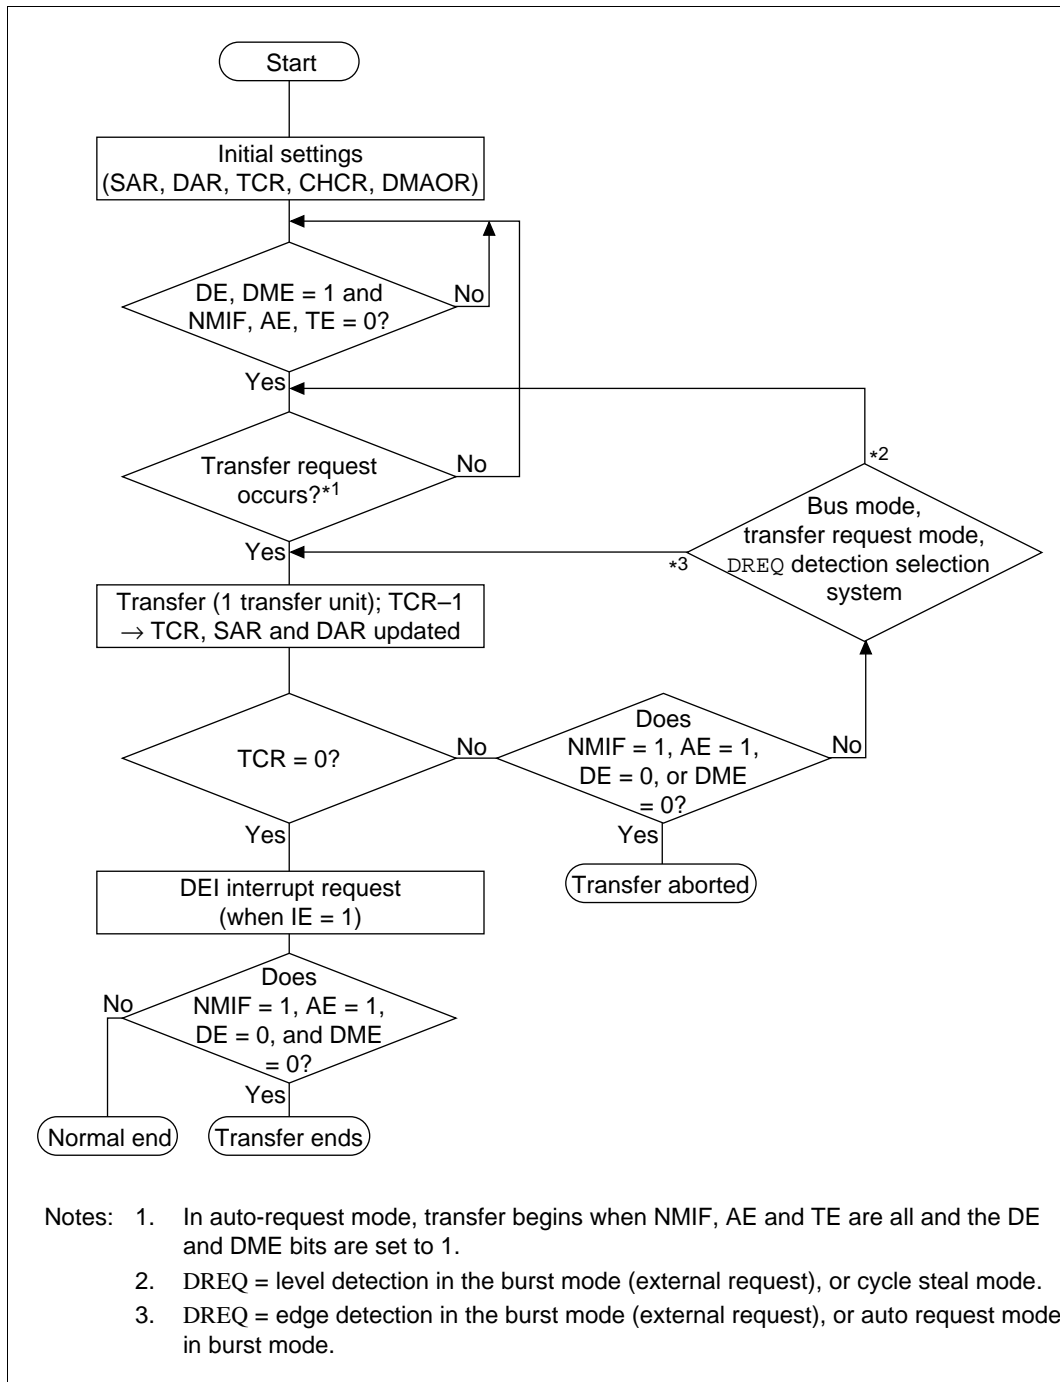 Start
Initial settings
(SAR, DAR, TCR, CHCR, DMAOR)
DE, DME = 1 and
NMIF, AE, TE = 0?
No
Yes
Transfer request
occurs?*1
No
Yes
*2
Bus mode,
transfer request mode,
DREQ detection selection
system
*3
Transfer (1 transfer unit); TCR–1
→ TCR, SAR and DAR updated
TCR = 0?
No
Yes
Does
NMIF = 1, AE = 1,
DE = 0, or DME
= 0?
No
Yes
Transfer aborted
DEI interrupt request
(when IE = 1)
Does
NMIF = 1, AE = 1,
DE = 0, and DME
= 0?
No
Yes
Normal end
Transfer ends
Notes: 1. In auto-request mode, transfer begins when NMIF, AE and TE are all and the DE
and DME bits are set to 1.
2. DREQ = level detection in the burst mode (external request), or cycle steal mode.
3. DREQ = edge detection in the burst mode (external request), or auto request mode
in burst mode.